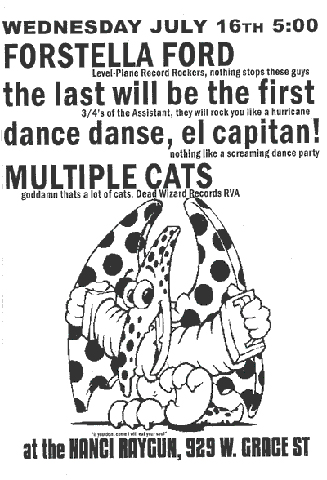 WEDNESDAY JULY 16TH 5:00
FORSTELLA FORD
Level-Plane Record Rockers, nothing stops these guys
the last will be the first
3/4's of the Assistant, they will rock you like a hurricane
dance danse, el capitan!
nothing like a screaming dance party
MULTIPLE CATS
goddamn thats a lot of cats. Dead Wizard Records RVA
at the NANCI RAYGUN, 929 W. GRACE ST